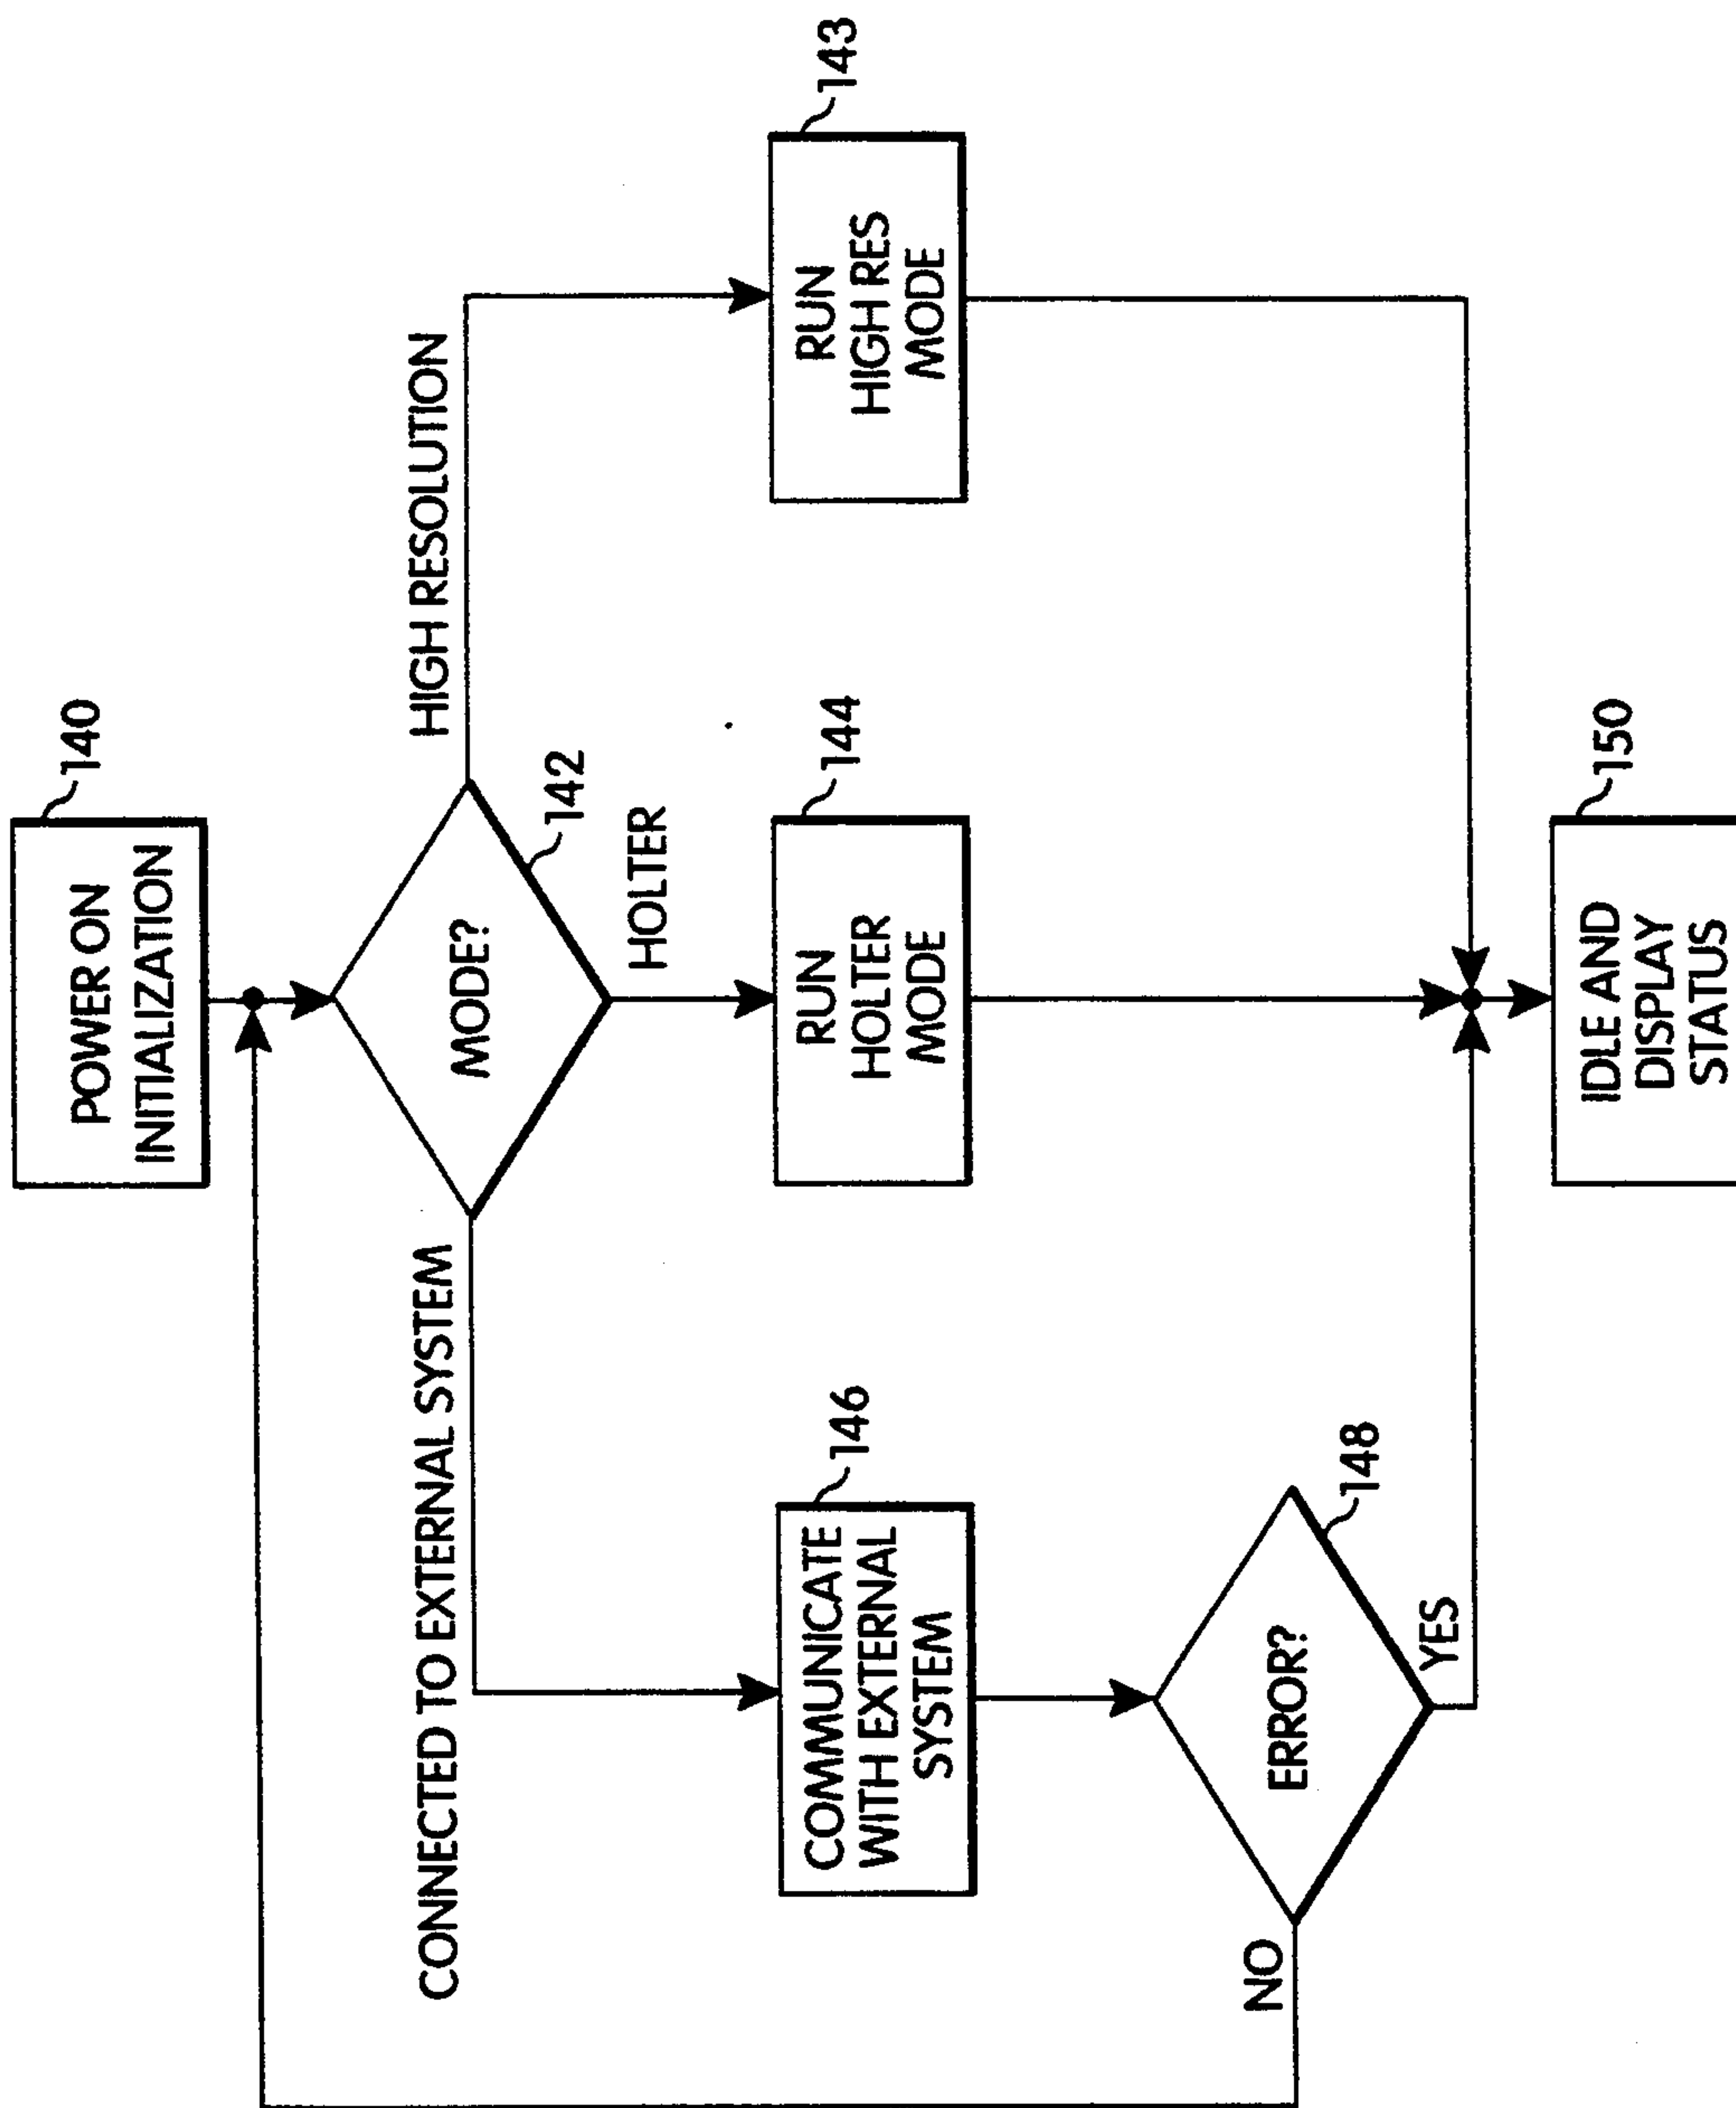 POWER ON
INITIALIZATION
140
MODE?
142
CONNECTED TO EXTERNAL SYSTEM
HOLTER
HIGH RESOLUTION
COMMUNICATE
WITH EXTERNAL
SYSTEM
146
RUN
HOLTER
MODE
144
RUN
HIGH RES
MODE
143
ERROR?
148
NO
YES
IDLE AND
DISPLAY
STATUS
150